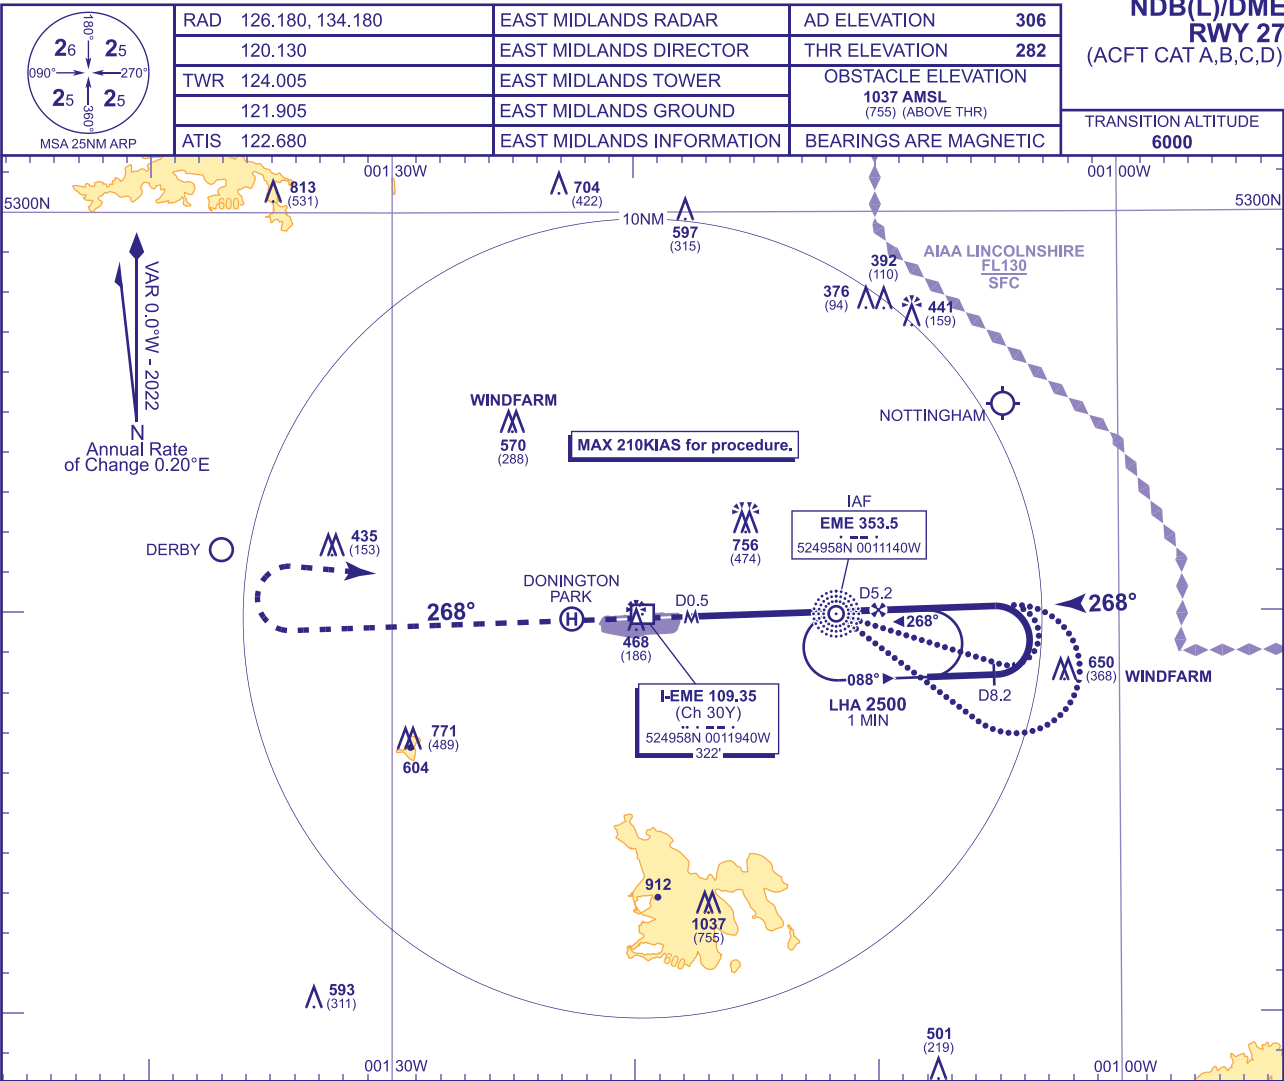 NDB(L)/DME
RWY 27
(ACFT CAT A,B,C,D)
TRANSITION ALTITUDE
6000
180°
26 25
090° 270°
25 25
360°
MSA 25NM ARP
RAD 126.180, 134.180 EAST MIDLANDS RADAR
120.130 EAST MIDLANDS DIRECTOR
TWR 124.005 EAST MIDLANDS TOWER
121.905 EAST MIDLANDS GROUND
ATIS 122.680 EAST MIDLANDS INFORMATION
AD ELEVATION 306
THR ELEVATION 282
OBSTACLE ELEVATION
1037 AMSL
(755) (ABOVE THR)
BEARINGS ARE MAGNETIC
001:30W
001:00W
5300N
5300N
600
813
(531)
704
(422)
597
(315)
10NM
AIAA LINCOLNSHIRE
FL130
SFC
392
(110)
376
(94)
441
(159)
VAR 0.0°W - 2022
N
Annual Rate
of Change 0.20°E
WINDFARM
570
(288)
MAX 210KIAS for procedure.
NOTTINGHAM
IAF
EME 353.5
524958N 0011140W
756
(474)
DERBY
435
(153)
DONINGTON
PARK
H
268°
D0.5
M
D5.2
268°
268°
468
(186)
088°
D8.2
LHA 2500
1 MIN
650
(368)
WINDFARM
I-EME 109.35
(Ch 30Y)
524958N 0011940W
322'
771
(489)
604
912
1037
(755)
600
593
(311)
501
(219)
001:30W
001:00W